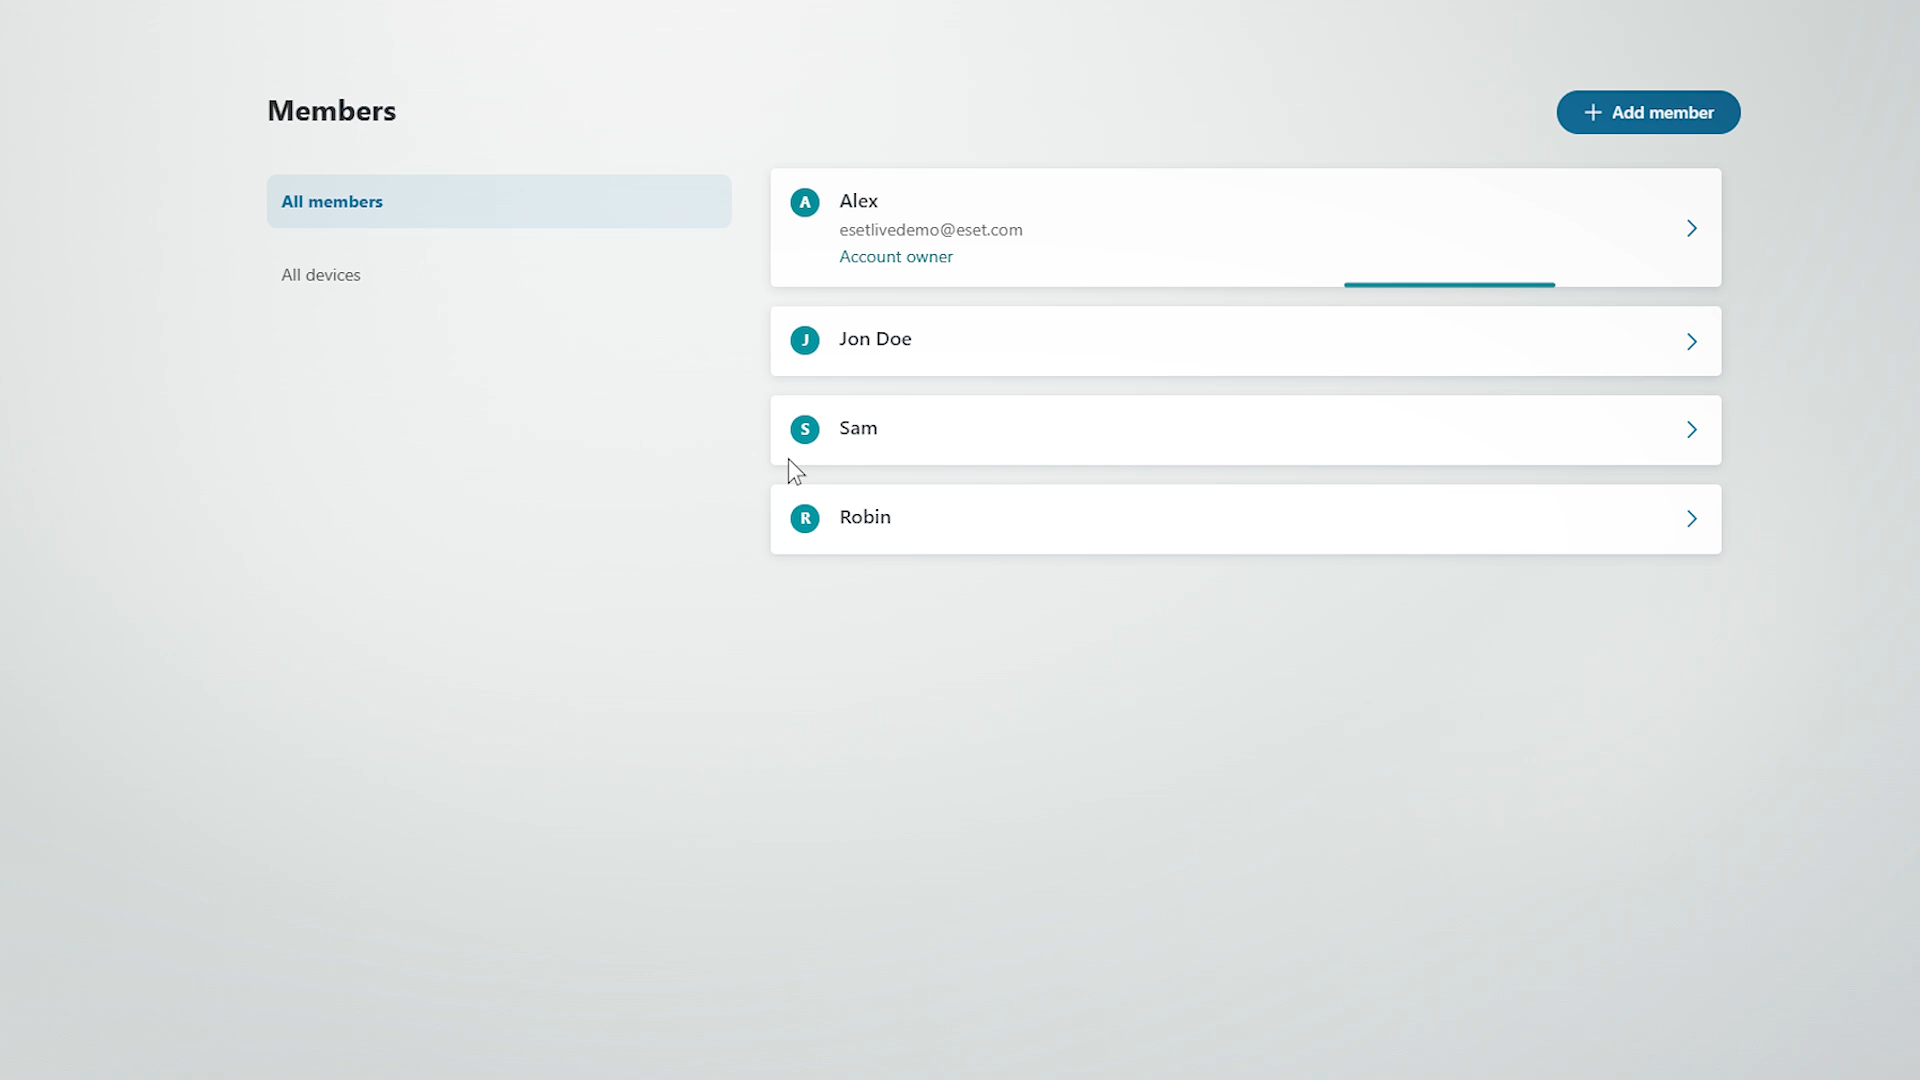 Members
+ Add member
All members
All devices
A
Alex
esetlivedemo@eset.com
Account owner
J
Jon Doe
S
Sam
R
Robin